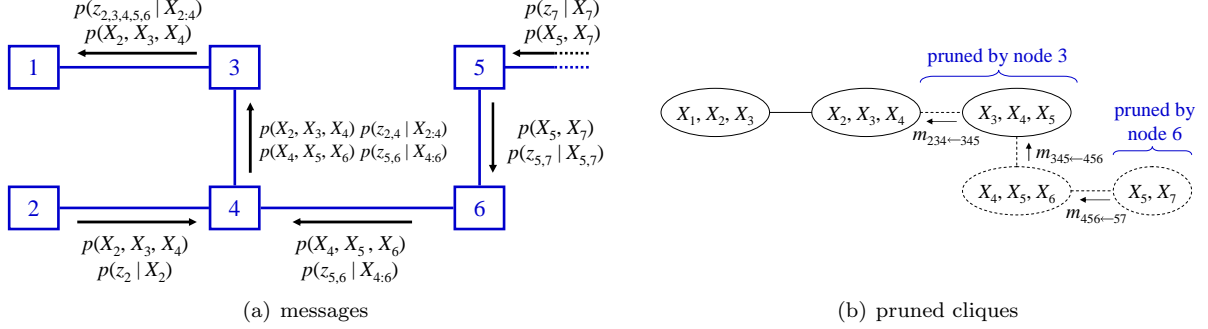 p(z_{2,3,4,5,6} | X_{2:4})
p(X_2, X_3, X_4)
p(z_7 | X_7)
p(X_5, X_7)
1
3
5
p(X_2, X_3, X_4) p(z_{2,4} | X_{2:4})
p(X_4, X_5, X_6) p(z_{5,6} | X_{4:6})
p(X_5, X_7)
p(z_{5,7} | X_{5,7})
2
4
6
p(X_2, X_3, X_4)
p(z_2 | X_2)
p(X_4, X_5 , X_6)
p(z_{5,6} | X_{4:6})
(a) messages
pruned by node 3
X_1, X_2, X_3
X_2, X_3, X_4
X_3, X_4, X_5
m_{234←345}
pruned by
node 6
m_{345←456}
X_4, X_5, X_6
X_5, X_7
m_{456←57}
(b) pruned cliques